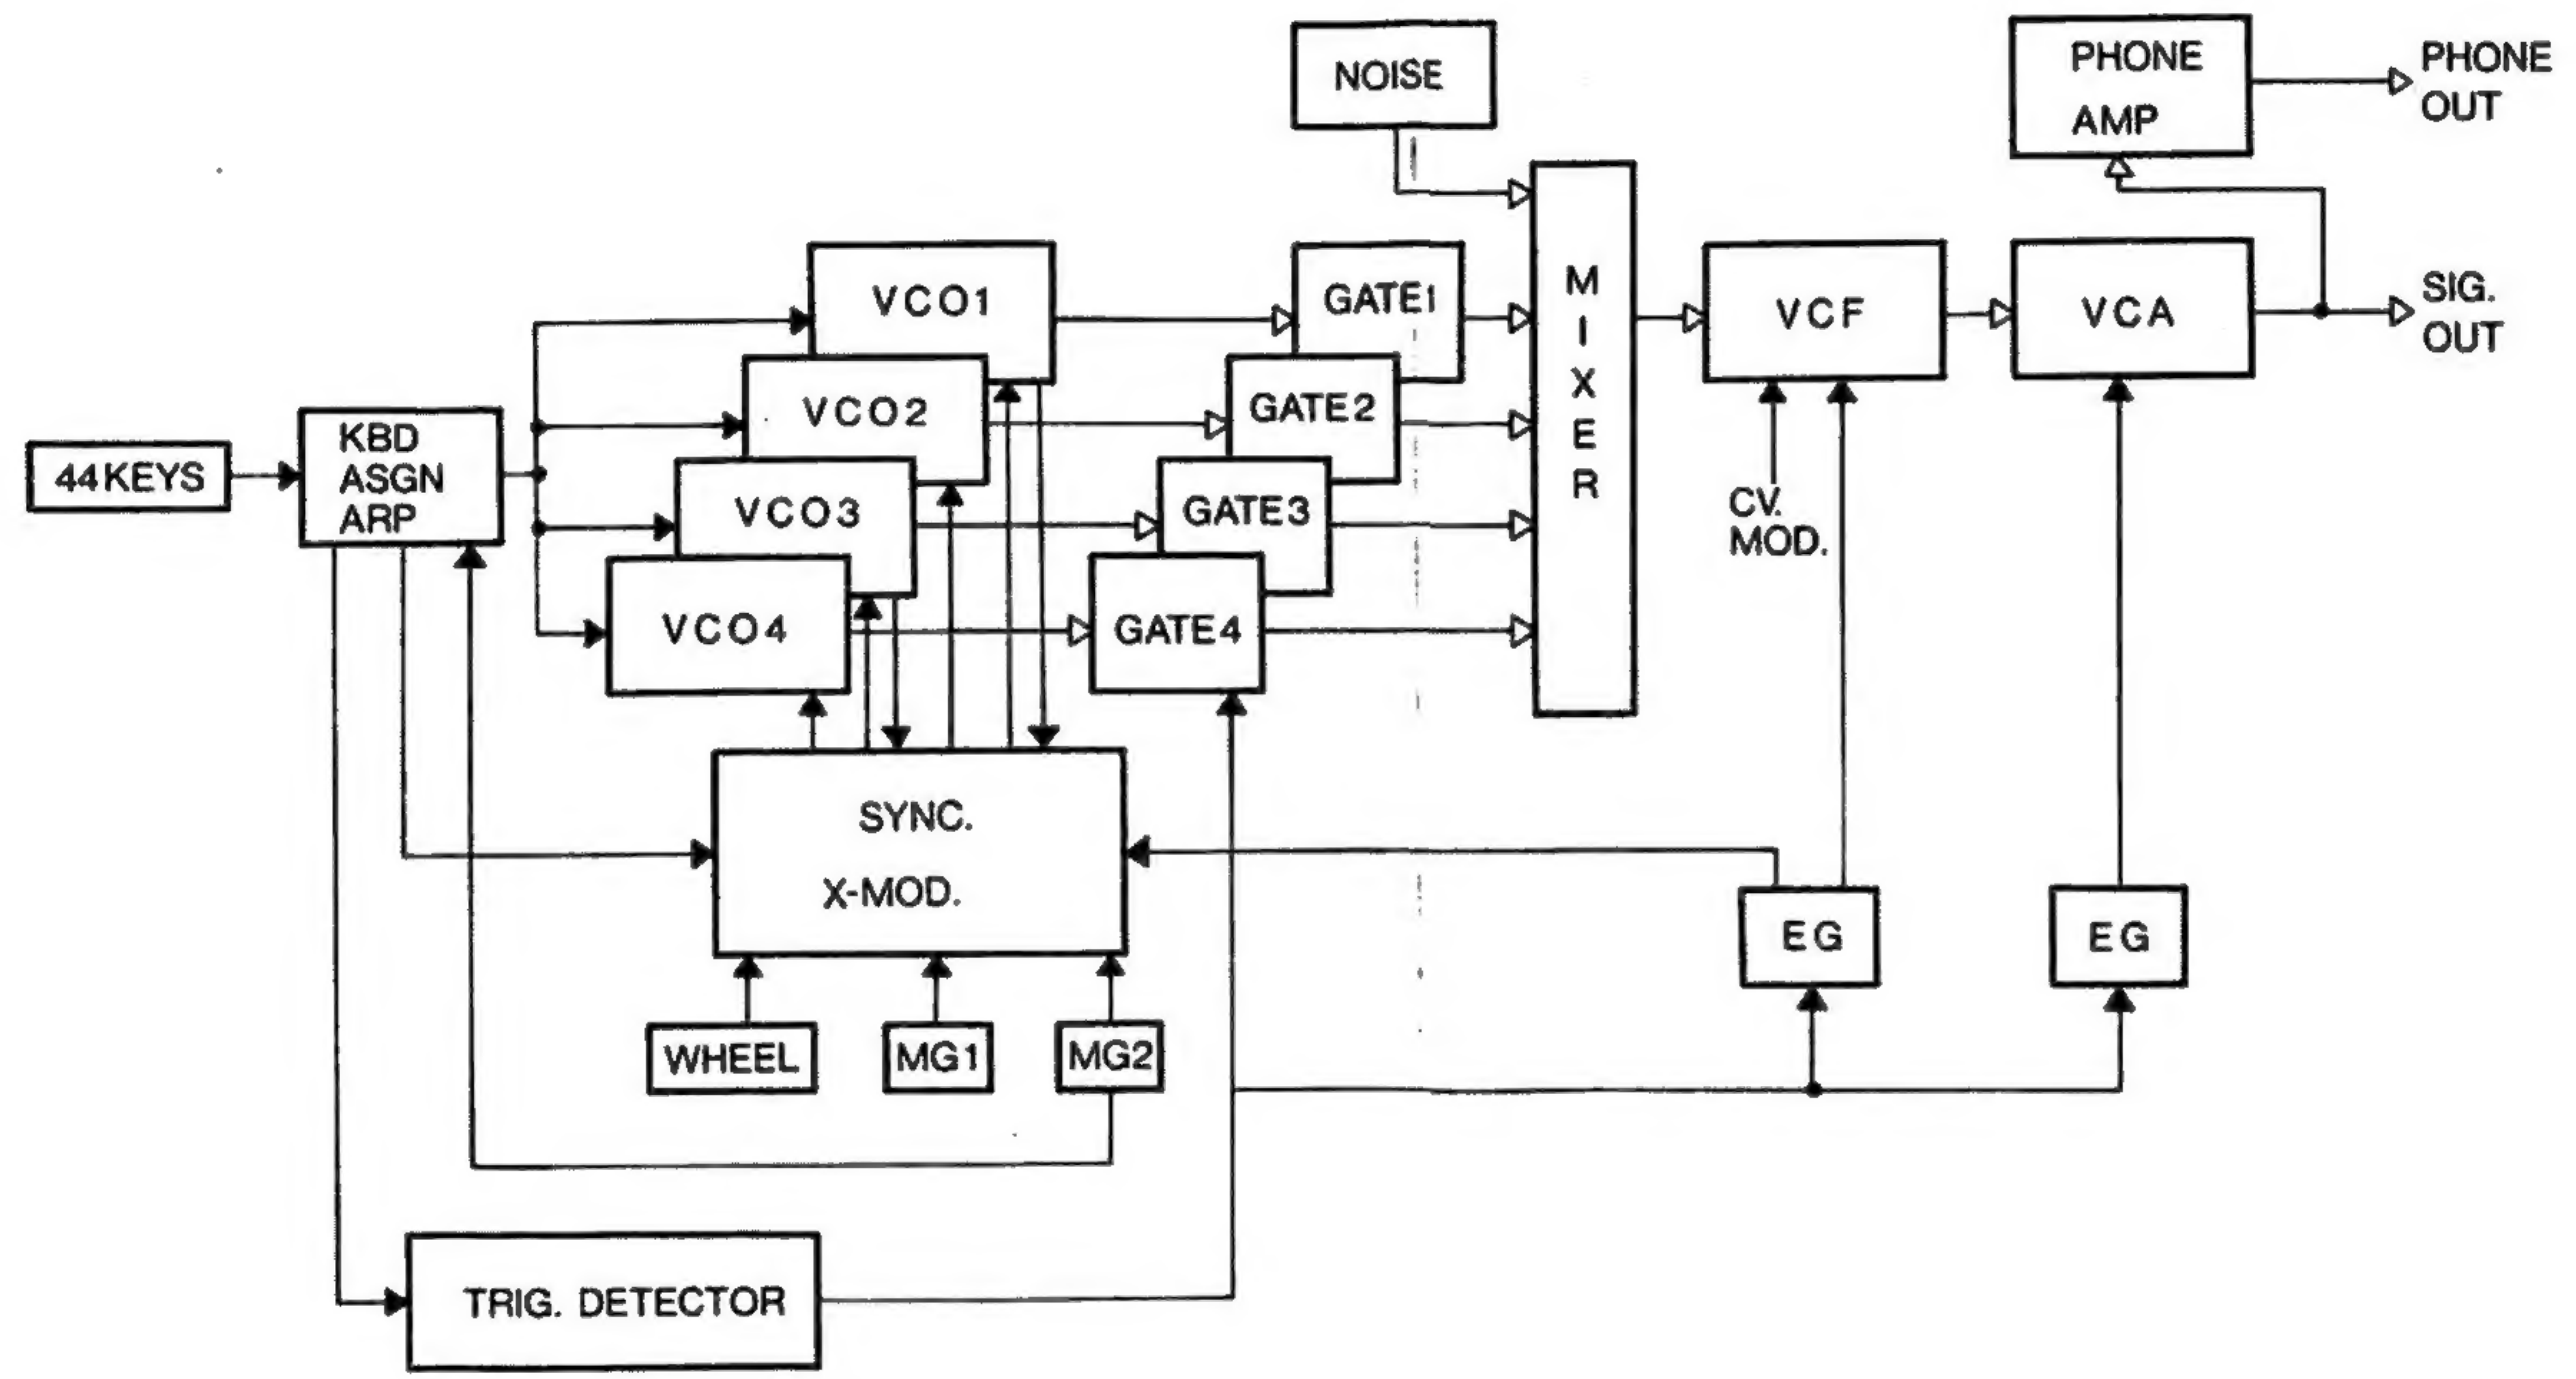 NOISE
PHONE
AMP
PHONE
OUT
VCO1
GATE1
MIXER
VCF
VCA
SIG.
OUT
VCO2
GATE2
44KEYS
KBD
ASGN
ARP
VCO3
GATE3
CV.
MOD.
VCO4
GATE4
SYNC.
X-MOD.
EG
EG
WHEEL
MG1
MG2
TRIG. DETECTOR